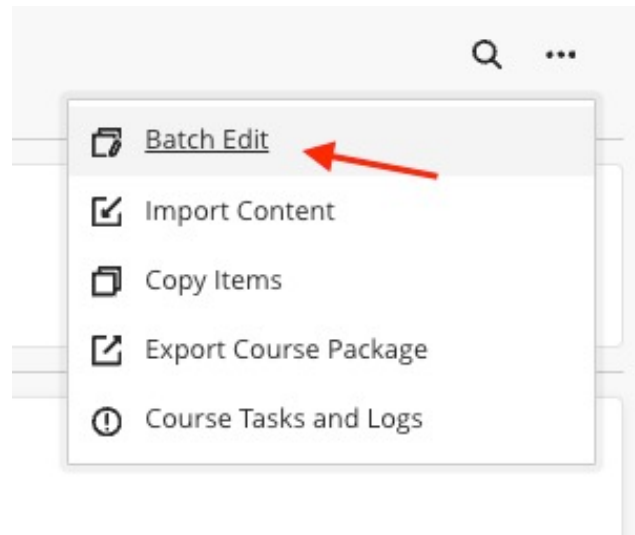 Batch Edit
Import Content
Copy Items
Export Course Package
Course Tasks and Logs